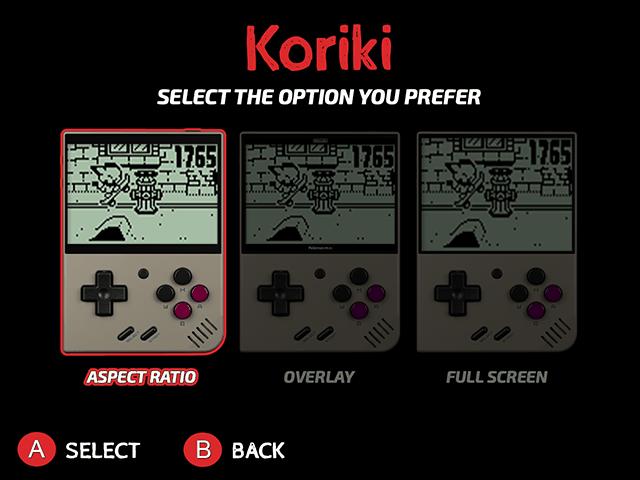 Koriki
SELECT THE OPTION YOU PREFER
1765
1765
1765
ASPECT RATIO
OVERLAY
FULL SCREEN
A SELECT
B BACK